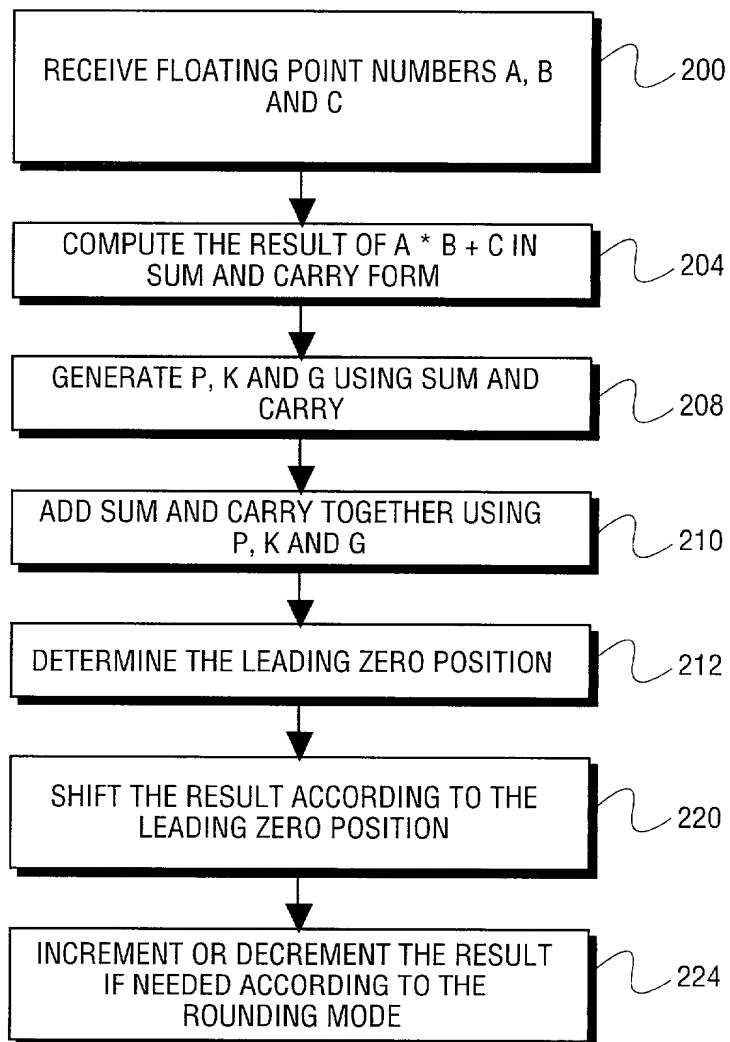 RECEIVE FLOATING POINT NUMBERS A, B
AND C
200
COMPUTE THE RESULT OF A * B + C IN
SUM AND CARRY FORM
204
GENERATE P, K AND G USING SUM AND
CARRY
208
ADD SUM AND CARRY TOGETHER USING
P, K AND G
210
DETERMINE THE LEADING ZERO POSITION
212
SHIFT THE RESULT ACCORDING TO THE
LEADING ZERO POSITION
220
INCREMENT OR DECREMENT THE RESULT
IF NEEDED ACCORDING TO THE
ROUNDING MODE
224